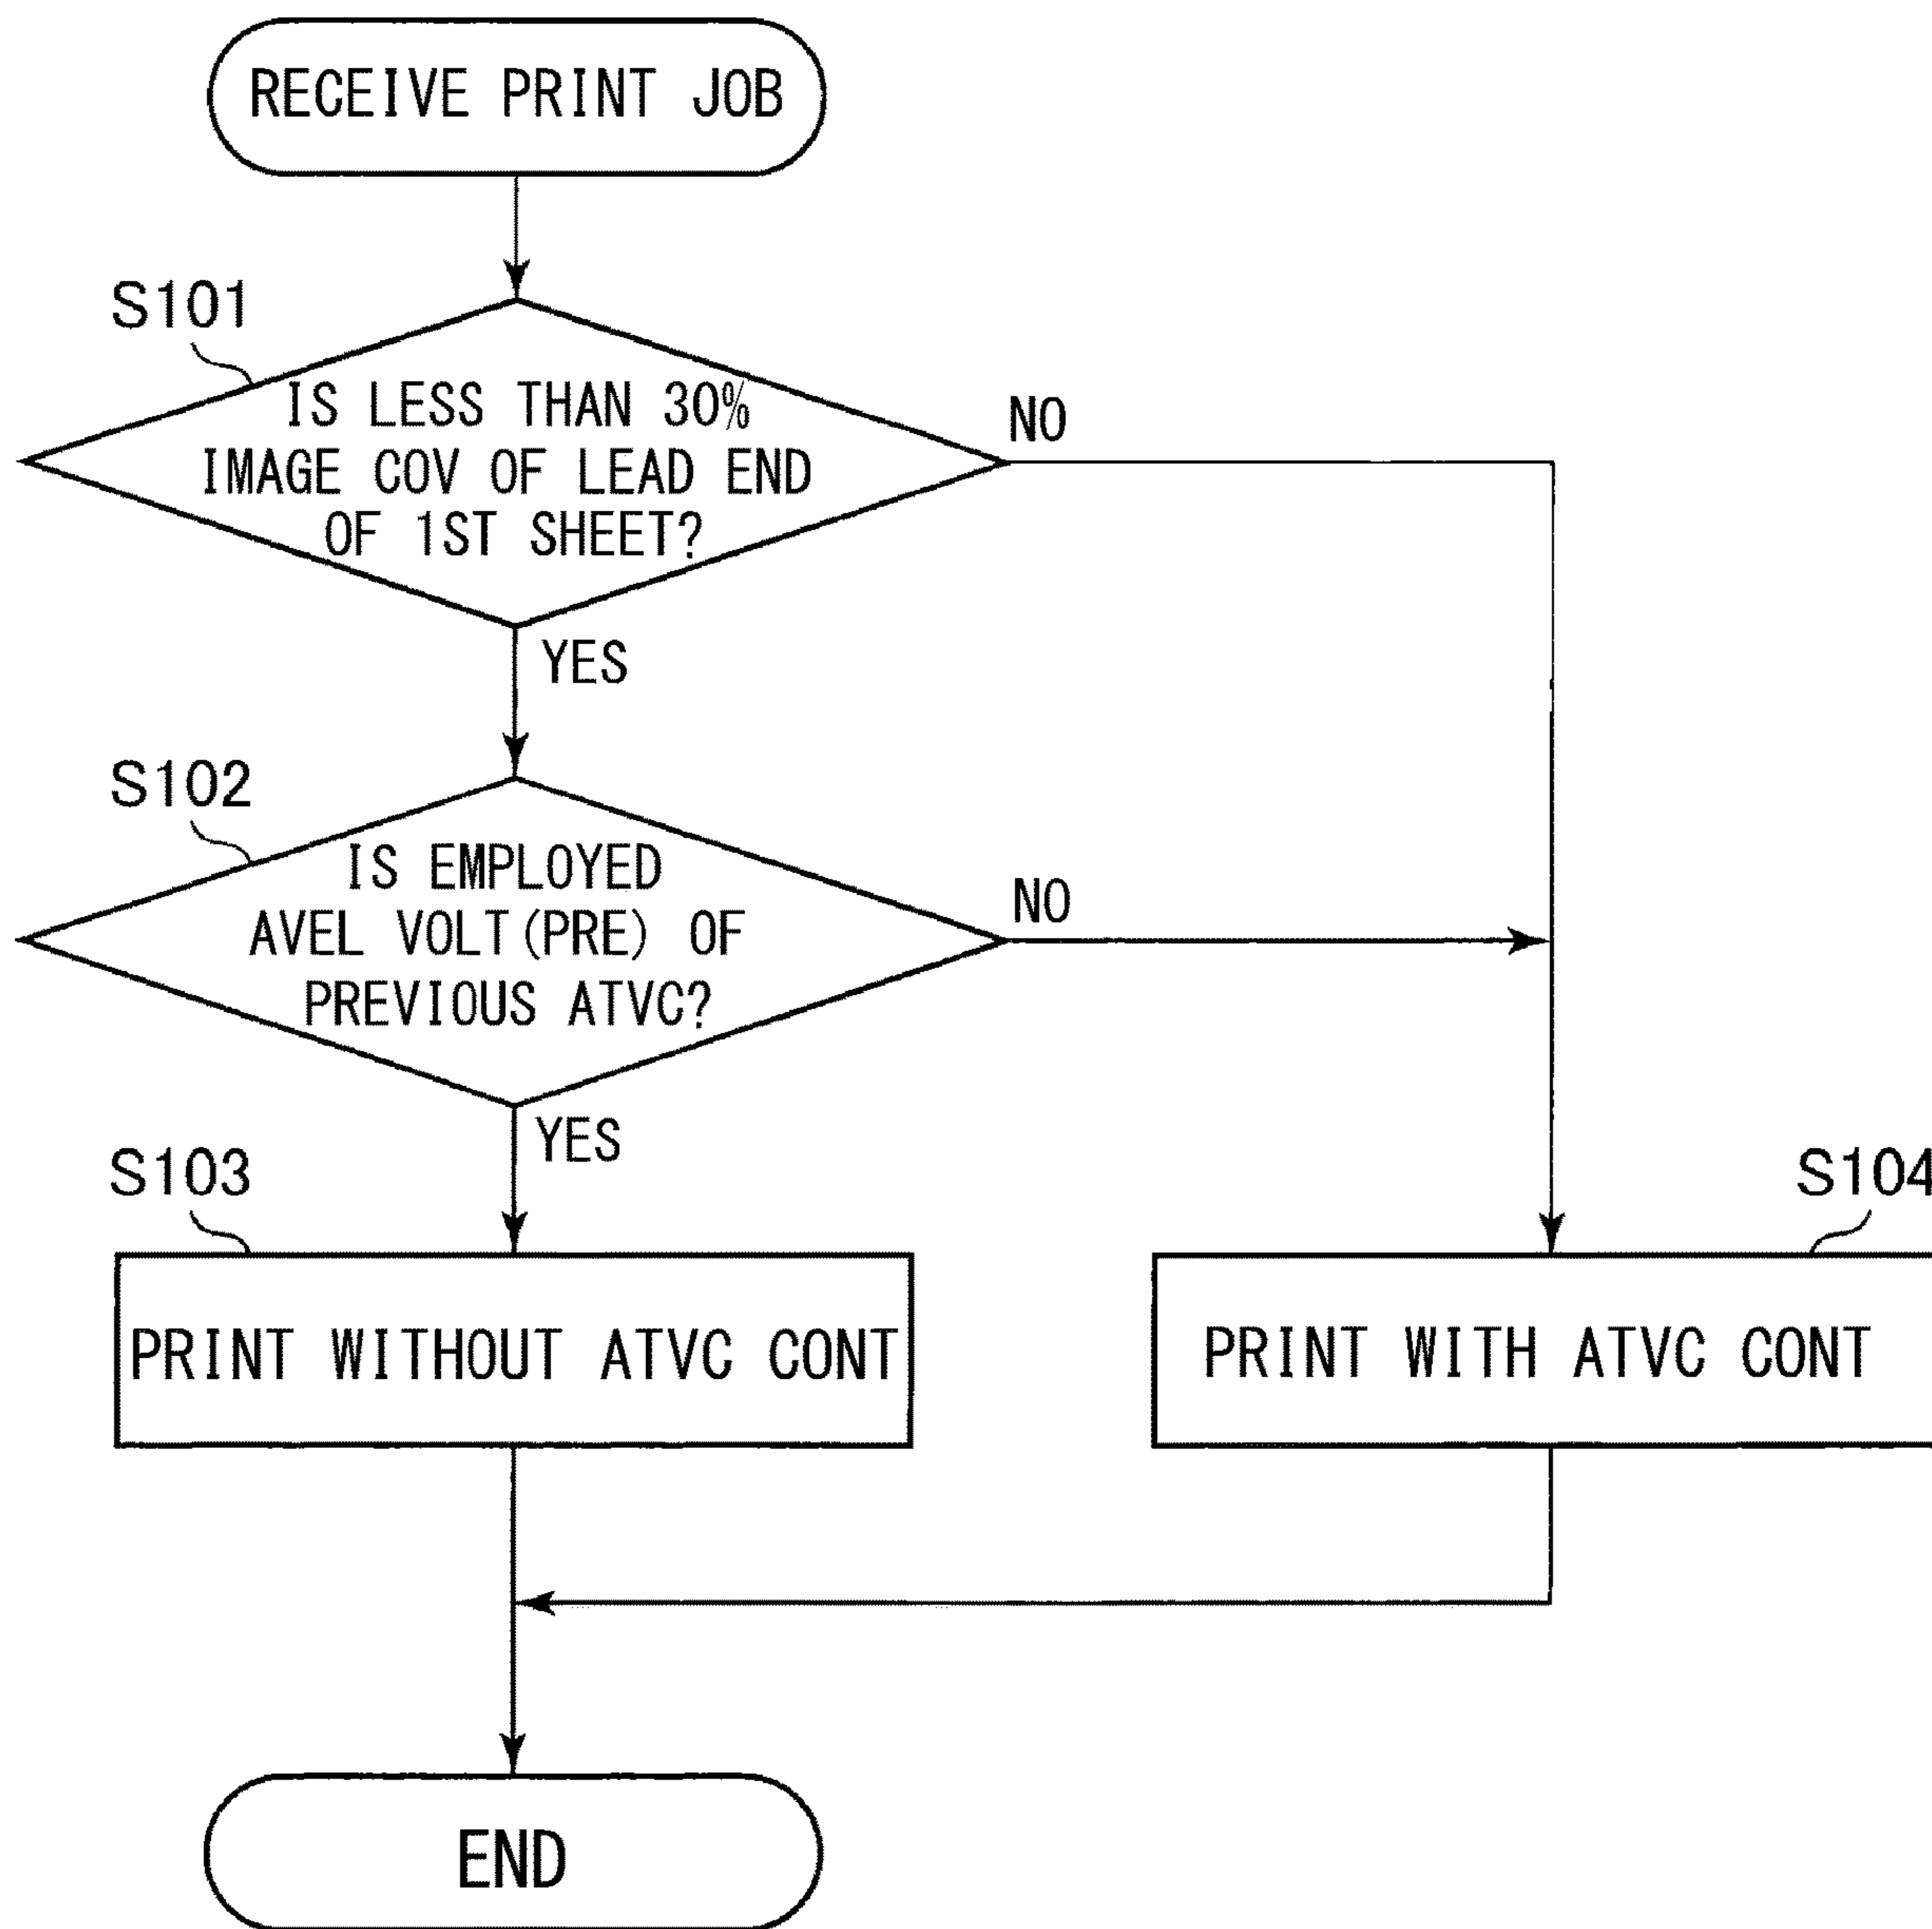 RECEIVE PRINT JOB
S101
IS LESS THAN 30%
IMAGE COV OF LEAD END
OF 1ST SHEET?
NO
YES
S102
IS EMPLOYED
AVEL VOLT(PRE) OF
PREVIOUS ATVC?
NO
YES
S103
S104
PRINT WITHOUT ATVC CONT
PRINT WITH ATVC CONT
END